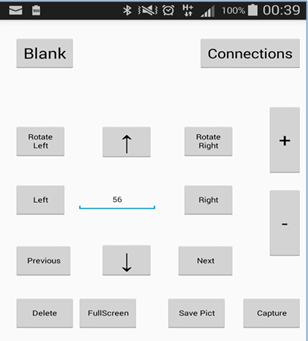 H+ 100% 00:39
Blank Connections
Rotate
Left
↑
Rotate
Right
+
Left 56 Right
-
Previous ↓ Next
Delete FullScreen Save Pict Capture